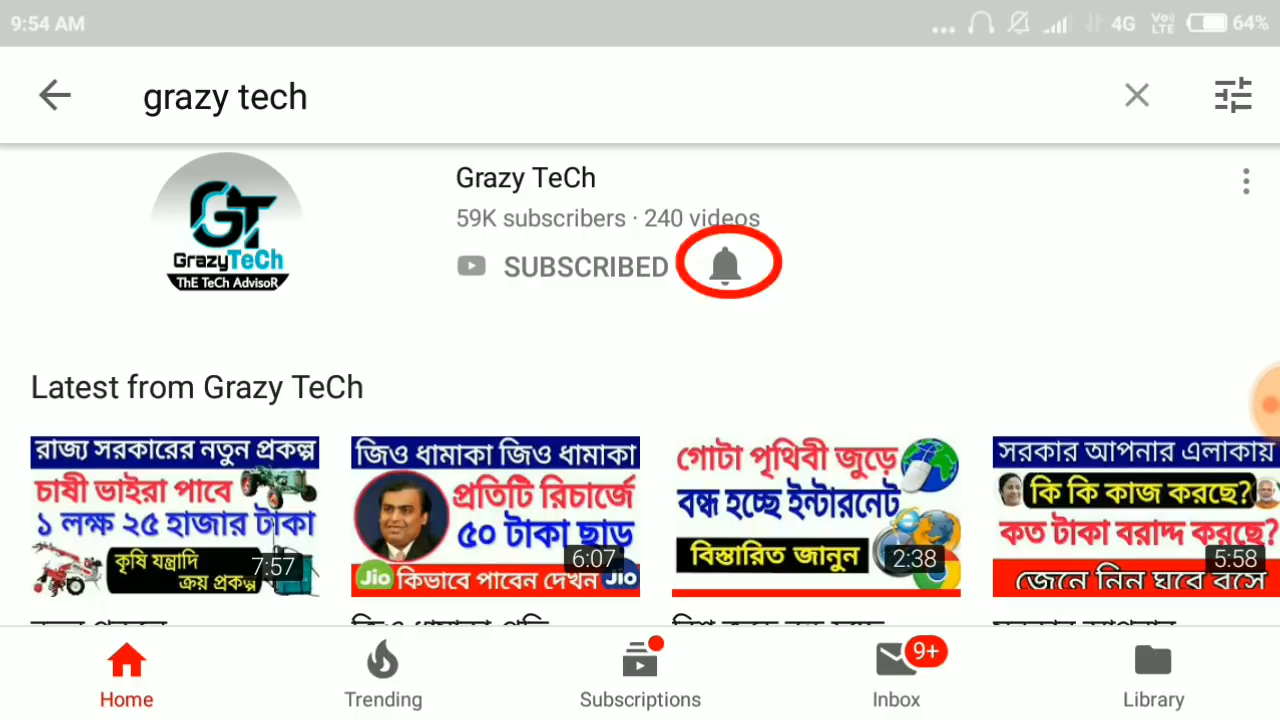 9:54 AM
... 4G Vo) LTE 64%
grazy tech
Grazy TeCh
59K subscribers · 240 videos
SUBSCRIBED
GT
GrazyTeCh
ThE TeCh AdvisoR
Latest from Grazy TeCh
রাজ্য সরকারের নতুন প্রকল্প
চাষী ভাইরা পাবে
১ লক্ষ ২৫ হাজার টাকা
কৃষি যন্ত্রাদি
ক্রয় প্রকল্প
7:57
জিও ধামাকা জিও ধামাকা
প্রতিটি রিচার্জে
৫০ টাকা ছাড়
6:07
Jio কিভাবে পাবেন দেখন Jio
গোটা পৃথিবী জুড়ে
বন্ধ হচ্ছে ইন্টারনেট
বিস্তারিত জানুন
2:38
সরকার আপনার এলাকায়
কি কি কাজ করছে?
কত টাকা বরাদ্দ করছে?
5:58
জেনে নিন ঘরে বসে
Home
Trending
Subscriptions
9+
Inbox
Library